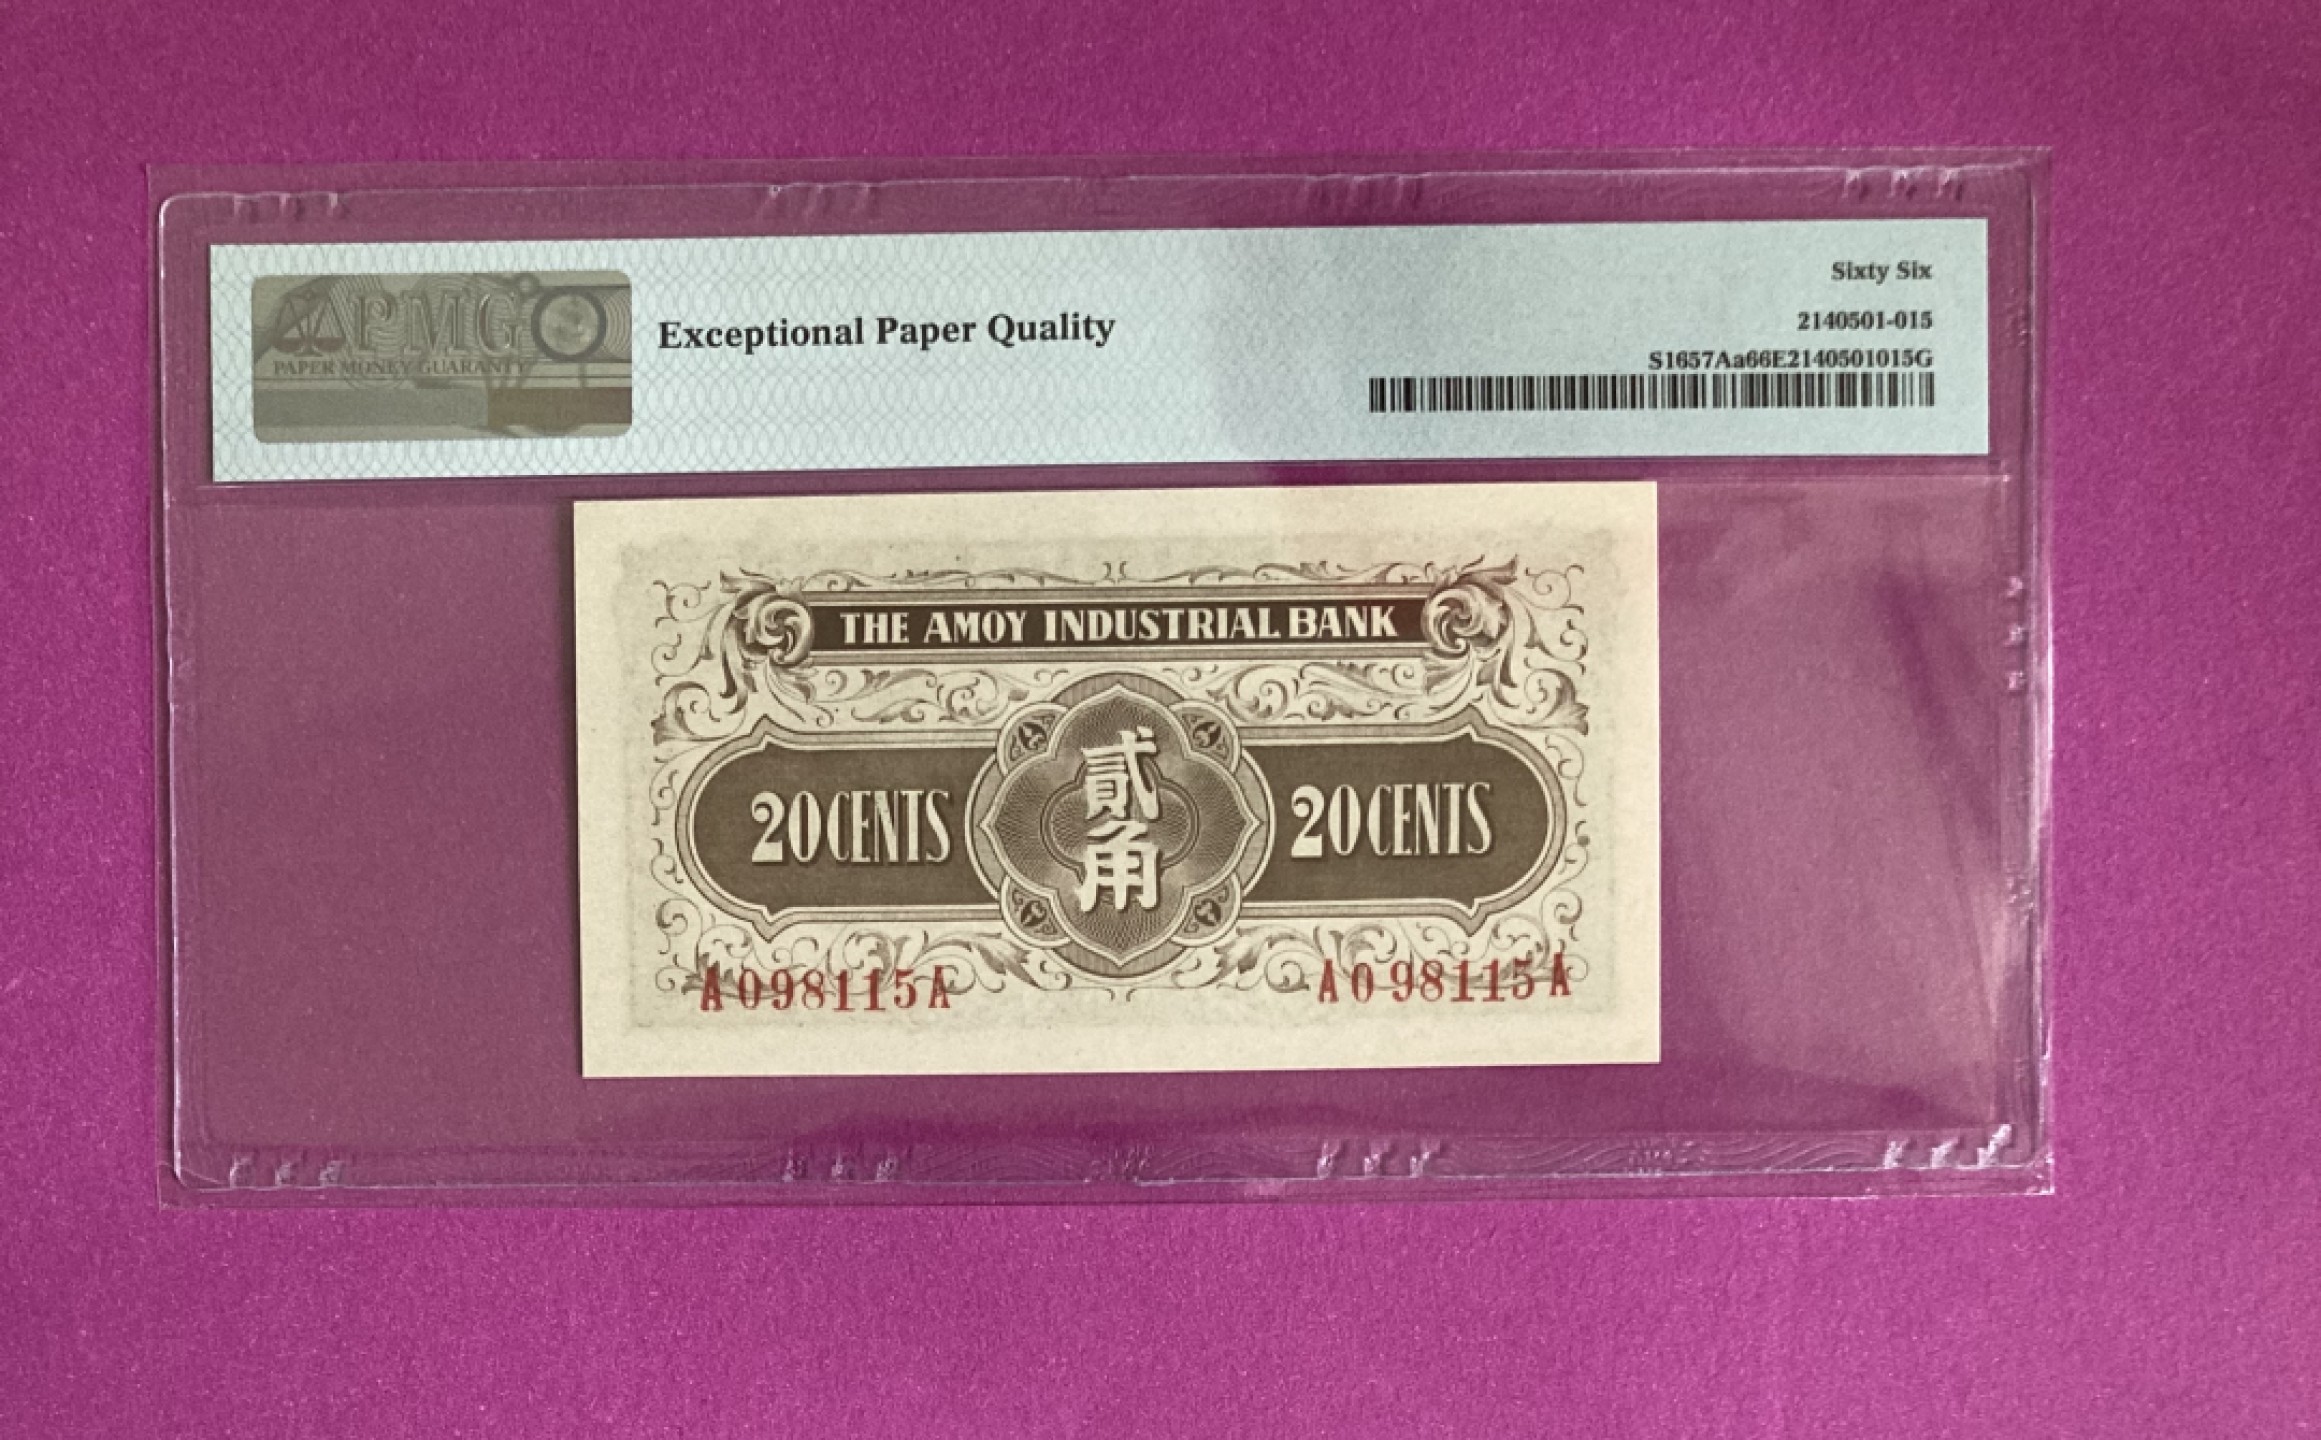 PMG
PAPER MONEY GUARANTY
Exceptional Paper Quality
Sixty Six
2140501-015
S1657Aa66E2140501015G
THE AMOY INDUSTRIAL BANK
20 CENTS
貳角
20 CENTS
A098115A
A098115A